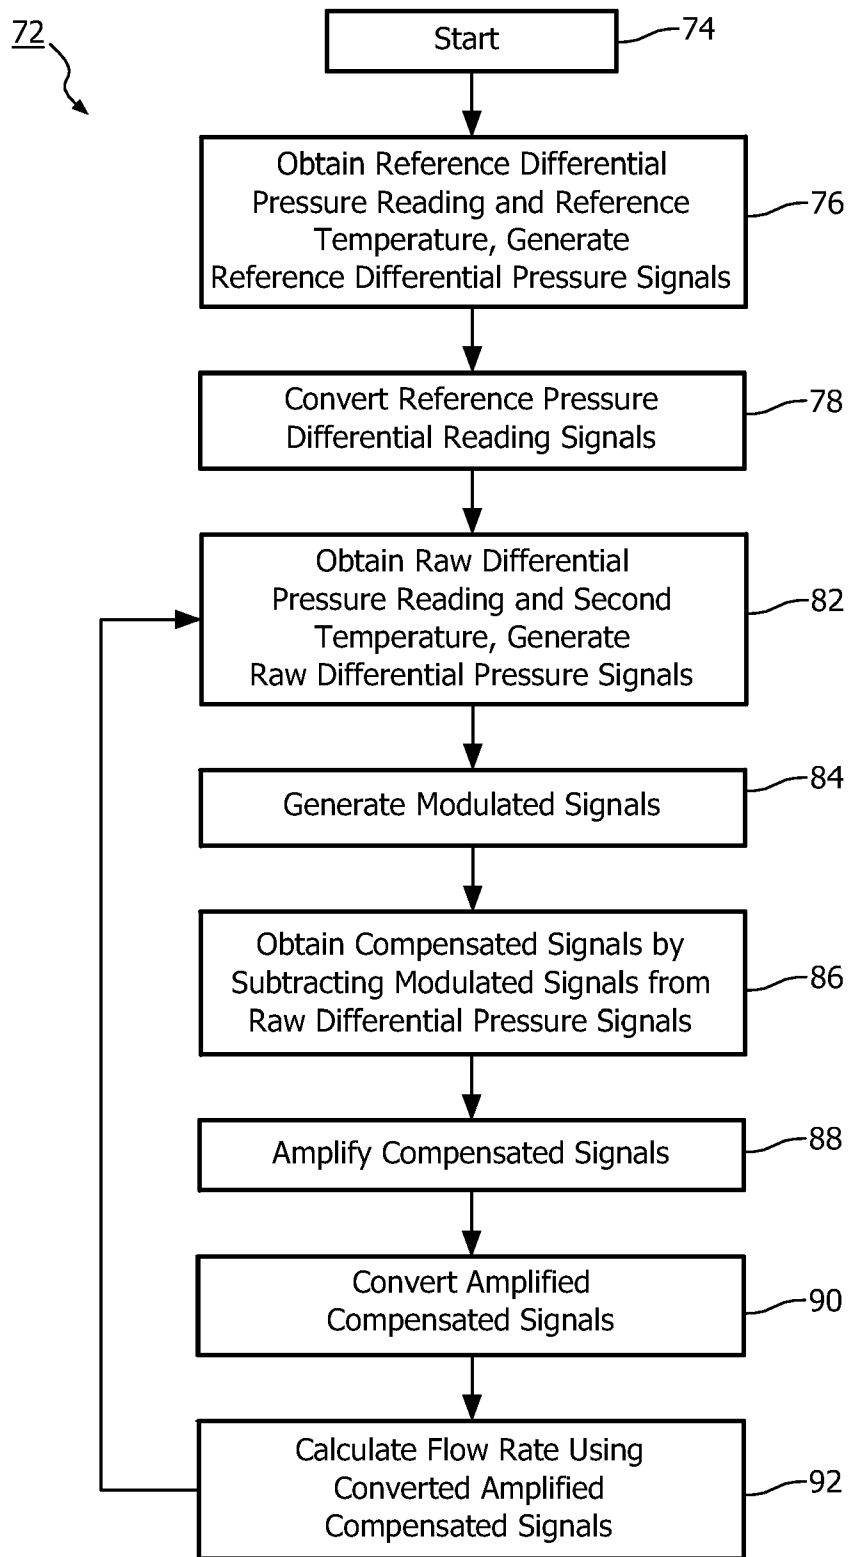 72
Start
74
Obtain Reference Differential
Pressure Reading and Reference
Temperature, Generate
Reference Differential Pressure Signals
76
Convert Reference Pressure
Differential Reading Signals
78
Obtain Raw Differential
Pressure Reading and Second
Temperature, Generate
Raw Differential Pressure Signals
82
Generate Modulated Signals
84
Obtain Compensated Signals by
Subtracting Modulated Signals from
Raw Differential Pressure Signals
86
Amplify Compensated Signals
88
Convert Amplified
Compensated Signals
90
Calculate Flow Rate Using
Converted Amplified
Compensated Signals
92